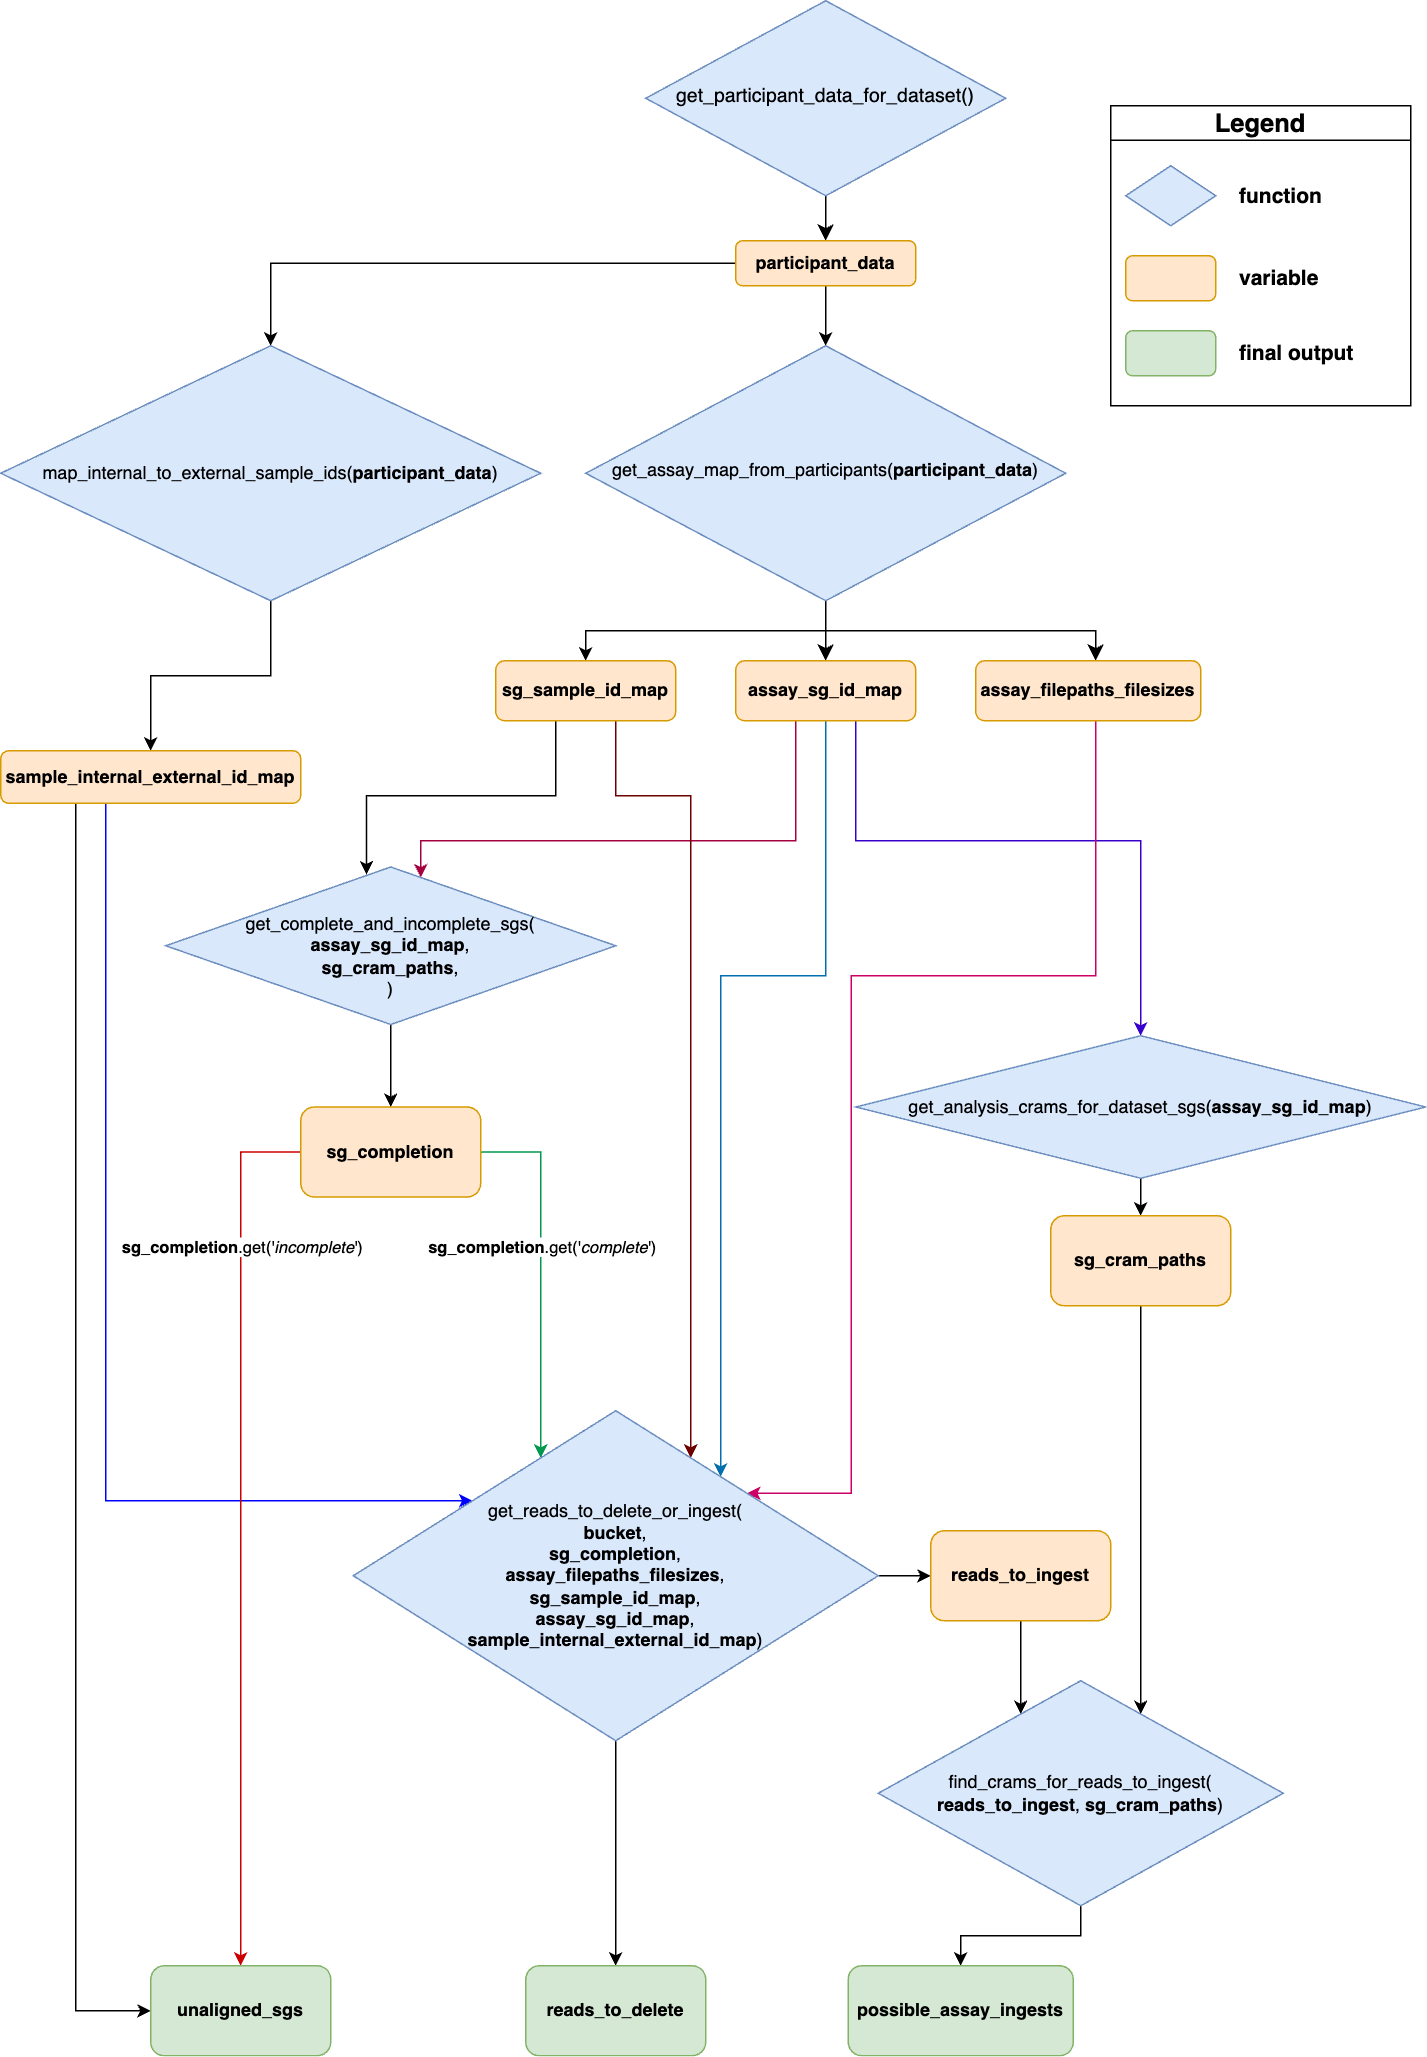 get_participant_data_for_dataset()
Legend
function
variable
final output
participant_data
map_internal_to_external_sample_ids(participant_data)
get_assay_map_from_participants(participant_data)
sg_sample_id_map
assay_sg_id_map
assay_filepaths_filesizes
sample_internal_external_id_map
get_complete_and_incomplete_sgs(
assay_sg_id_map,
sg_cram_paths,
)
get_analysis_crams_for_dataset_sgs(assay_sg_id_map)
sg_completion
sg_completion.get('incomplete')
sg_completion.get('complete')
sg_cram_paths
get_reads_to_delete_or_ingest(
bucket,
sg_completion,
assay_filepaths_filesizes,
sg_sample_id_map,
assay_sg_id_map,
sample_internal_external_id_map)
reads_to_ingest
find_crams_for_reads_to_ingest(
reads_to_ingest, sg_cram_paths)
unaligned_sgs
reads_to_delete
possible_assay_ingests